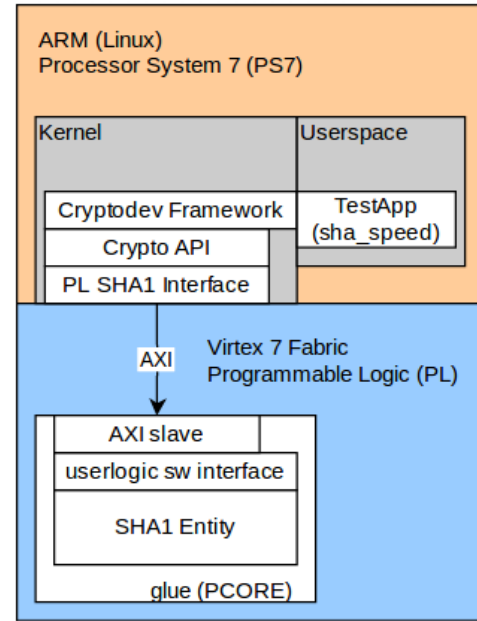 ARM (Linux)
Processor System 7 (PS7)
Kernel
Userspace
Cryptodev Framework
TestApp
(sha_speed)
Crypto API
PL SHA1 Interface
AXI
Virtex 7 Fabric
Programmable Logic (PL)
AXI slave
userlogic sw interface
SHA1 Entity
glue (PCORE)